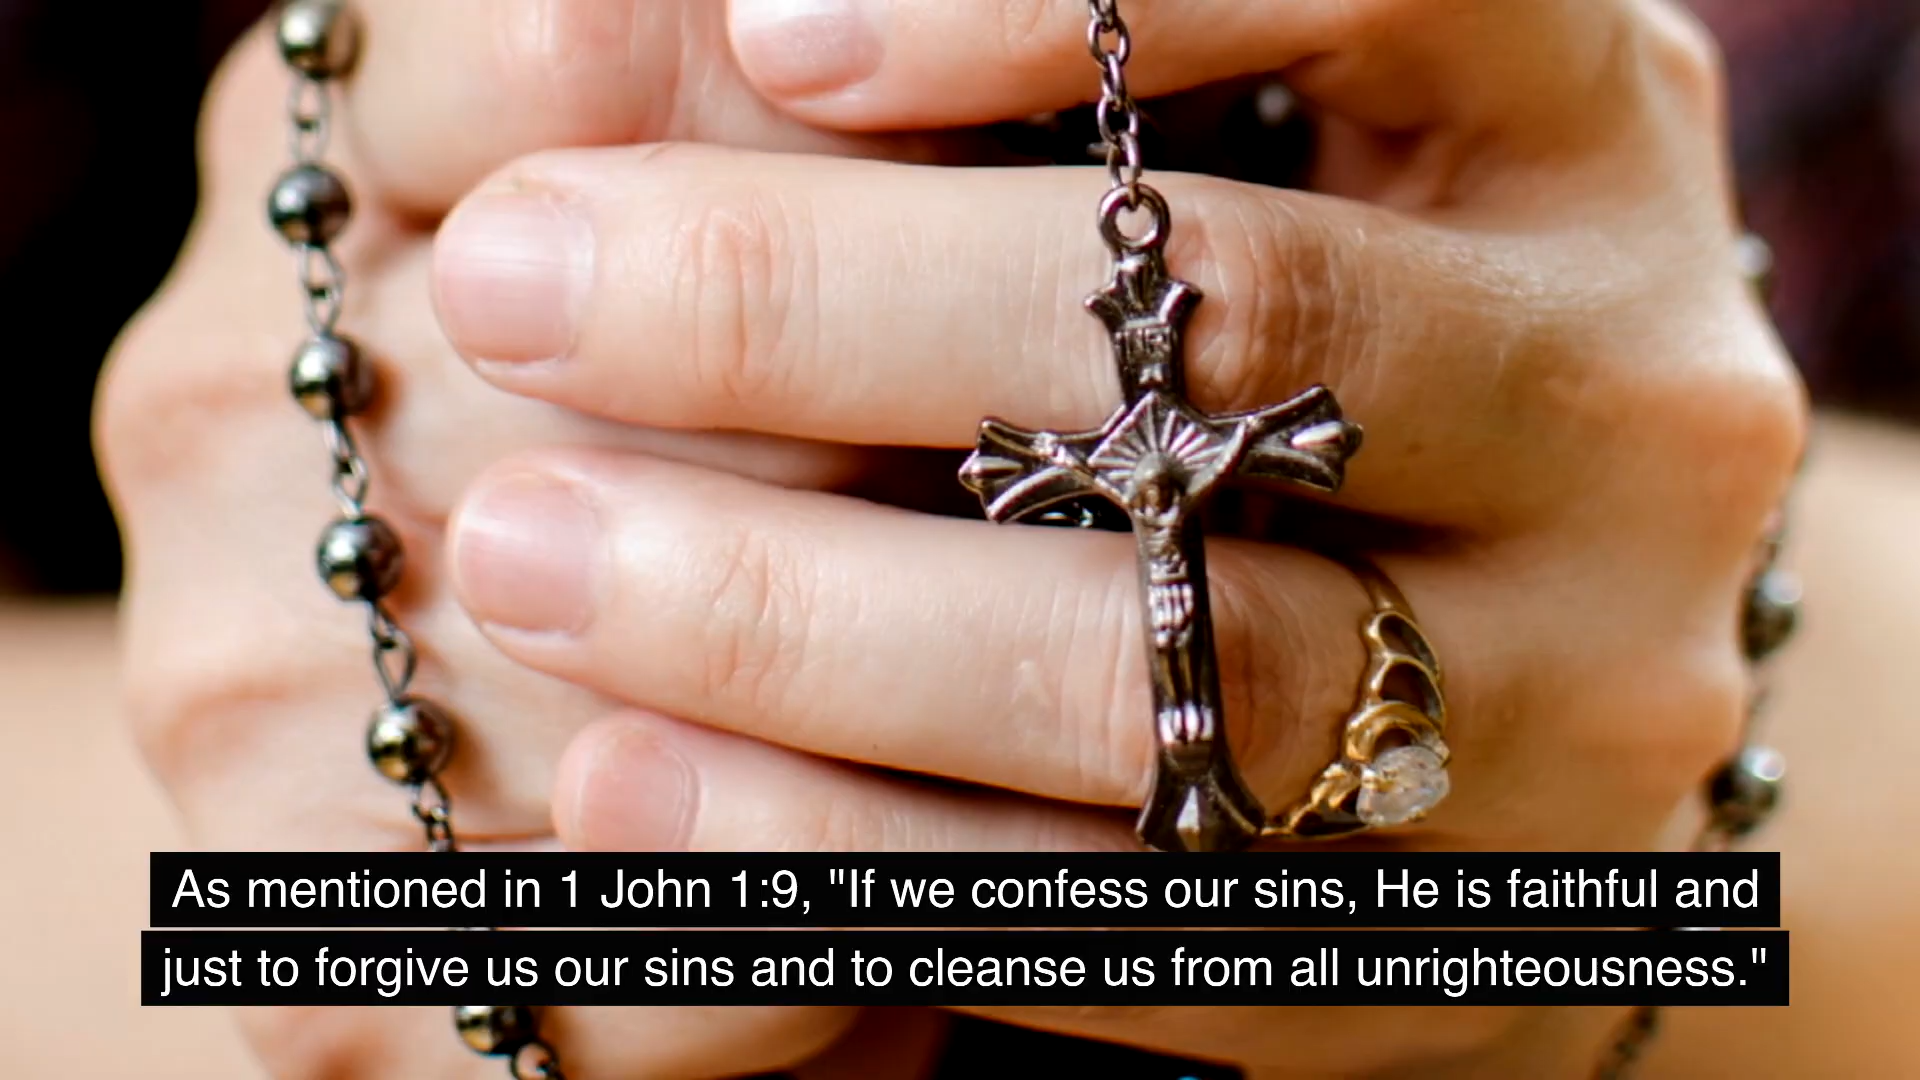 As mentioned in 1 John 1:9, "If we confess our sins, He is faithful and
just to forgive us our sins and to cleanse us from all unrighteousness."